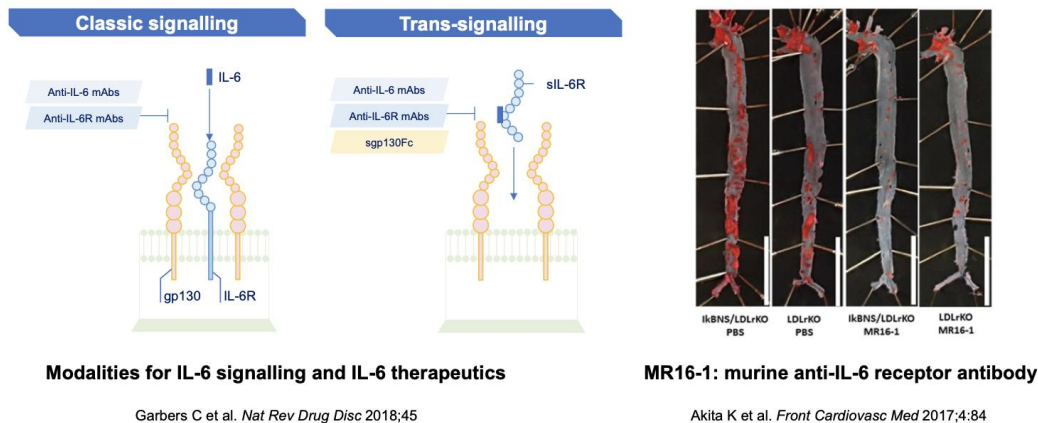 Classic signalling
Trans-signalling
IL-6
Anti-IL-6 mAbs
Anti-IL-6R mAbs
gp130
IL-6R
sIL-6R
Anti-IL-6 mAbs
Anti-IL-6R mAbs
sgp130Fc
IkBNS/LDLrKO
PBS
LDLrKO
PBS
IkBNS/LDLrKO
MR16-1
LDLrKO
MR16-1
Modalities for IL-6 signalling and IL-6 therapeutics
MR16-1: murine anti-IL-6 receptor antibody
Garbers C et al. Nat Rev Drug Disc 2018;45
Akita K et al. Front Cardiovasc Med 2017;4:84